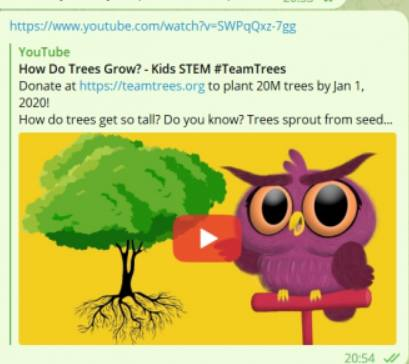 https://www.youtube.com/watch?v=SWPqQxz-7gg
YouTube
How Do Trees Grow? - Kids STEM #TeamTrees
Donate at https://teamtrees.org to plant 20M trees by Jan 1,
2020!
How do trees get so tall? Do you know? Trees sprout from seed...
20:54